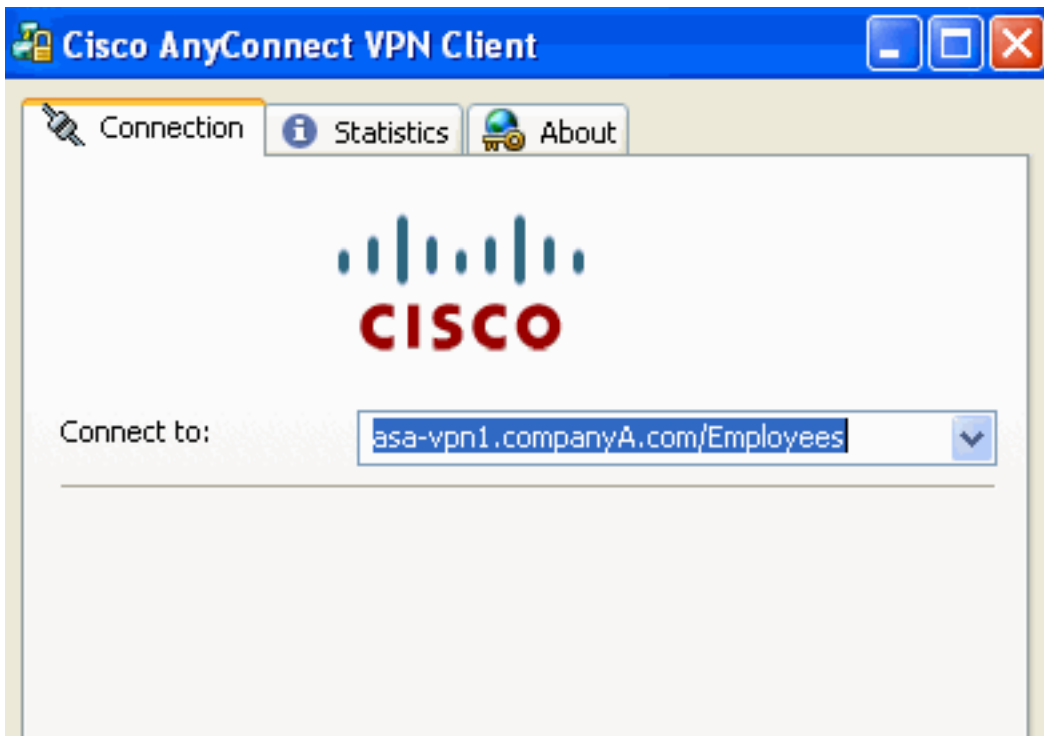 Cisco AnyConnect VPN Client
Connection Statistics About
CISCO
Connect to: asa-vpn1.companyA.com/Employees